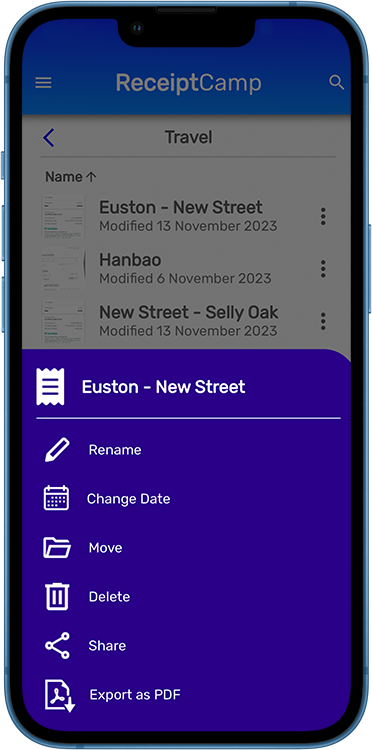 ReceiptCamp
Travel
Name
Euston - New Street
Modified 13 November 2023
Hanbao
Modified 6 November 2023
New Street - Selly Oak
Modified 13 November 2023
Euston - New Street
Rename
Change Date
Move
Delete
Share
Export as PDF